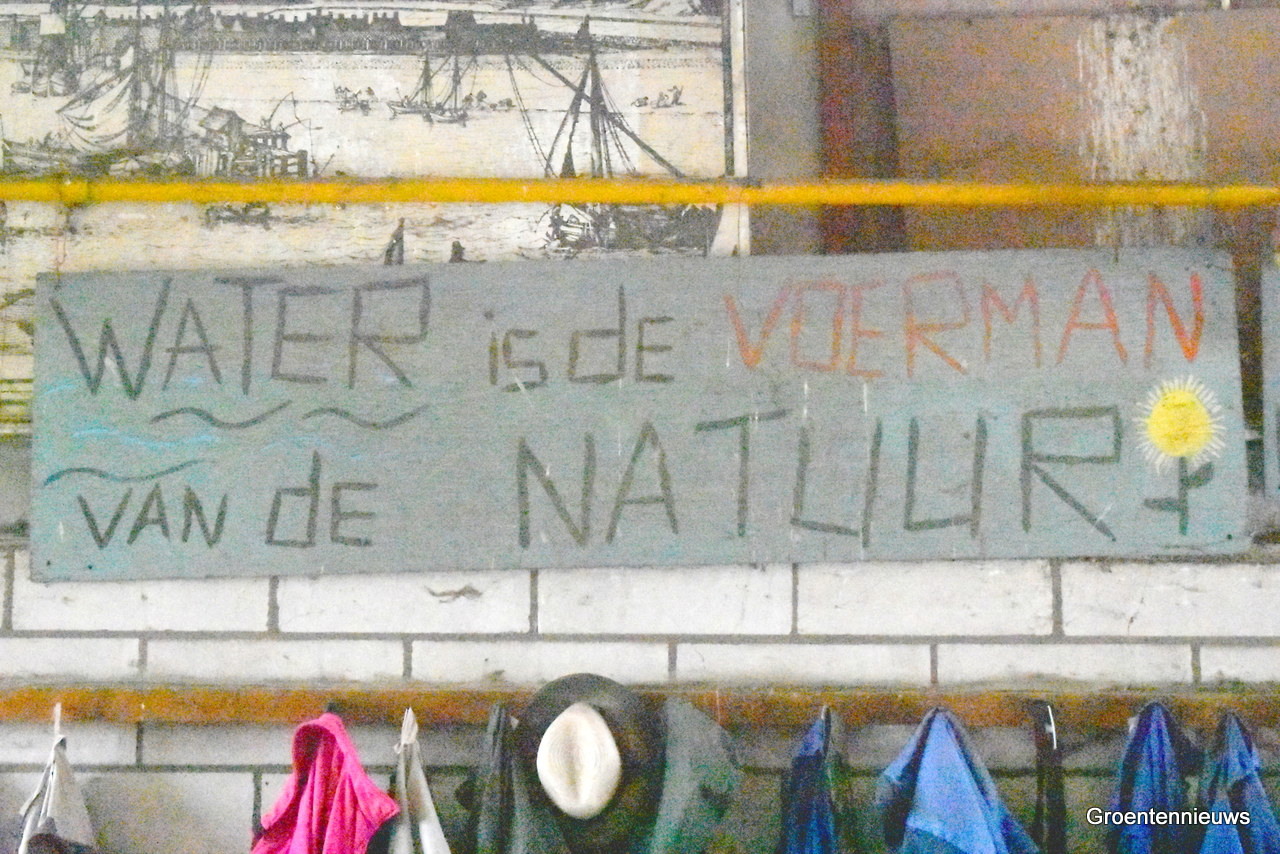 WATER is de VOERMAN
VAN de NATUUR
Groentennieuws